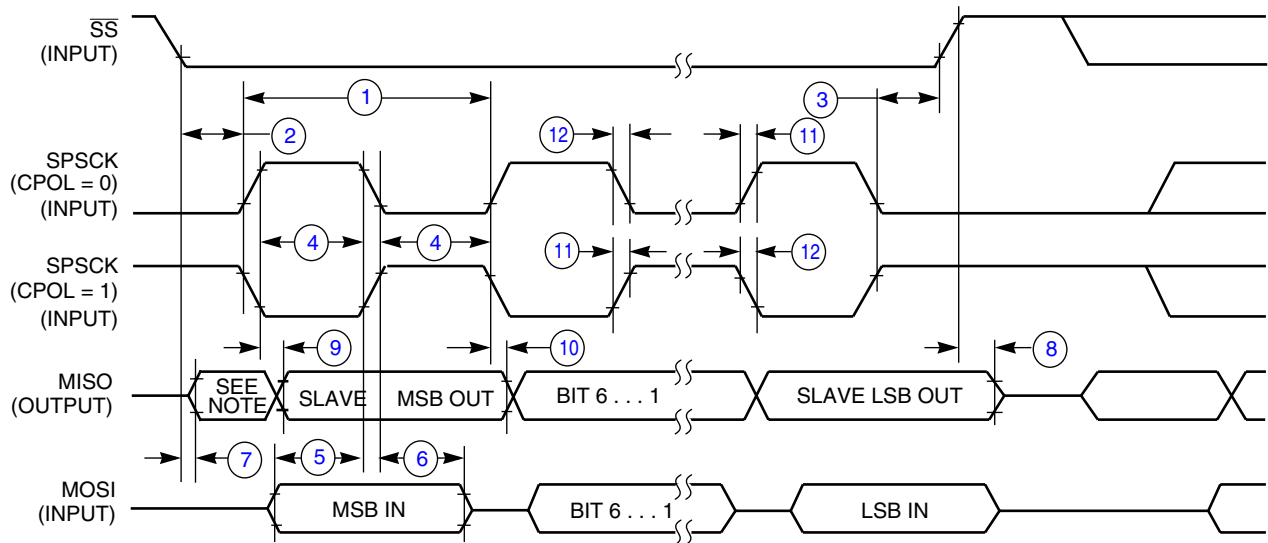 SS
(INPUT)
1
3
2
12
11
SPSCK
(CPOL = 0)
(INPUT)
4
4
11
12
SPSCK
(CPOL = 1)
(INPUT)
9
10
8
MISO
(OUTPUT)
SEE
NOTE
SLAVE
MSB OUT
BIT 6 . . . 1
SLAVE LSB OUT
7
5
6
MOSI
(INPUT)
MSB IN
BIT 6 . . . 1
LSB IN